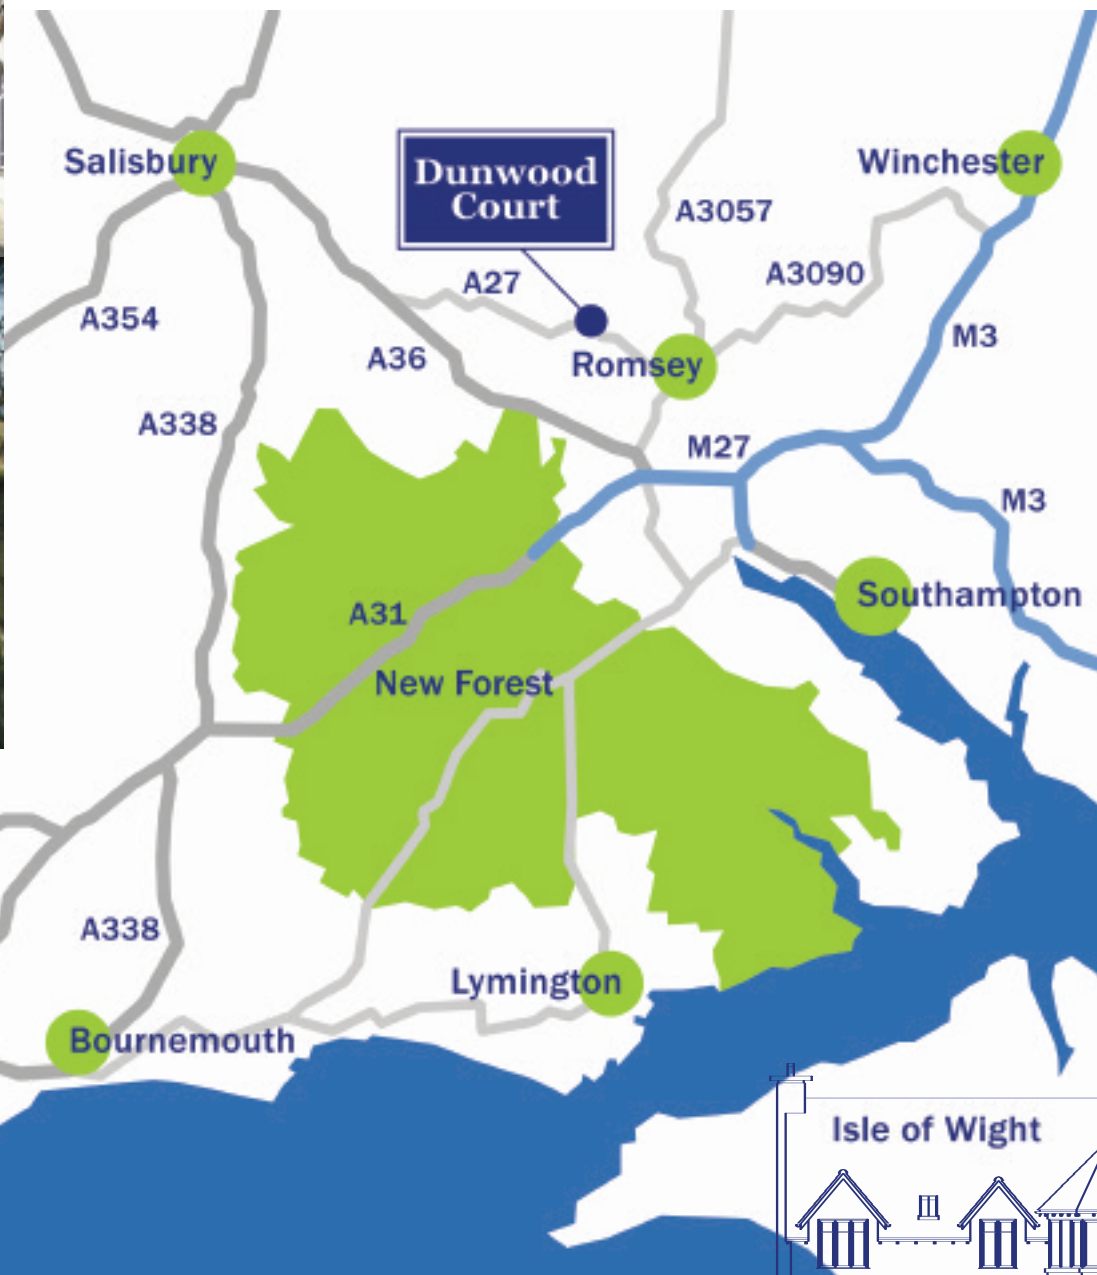 Salisbury
Dunwood
Court
Winchester
A3057
A27
A3090
A354
A36
Romsey
M3
A338
M27
M3
Southampton
A31
New Forest
A338
Lymington
Bournemouth
Isle of Wight